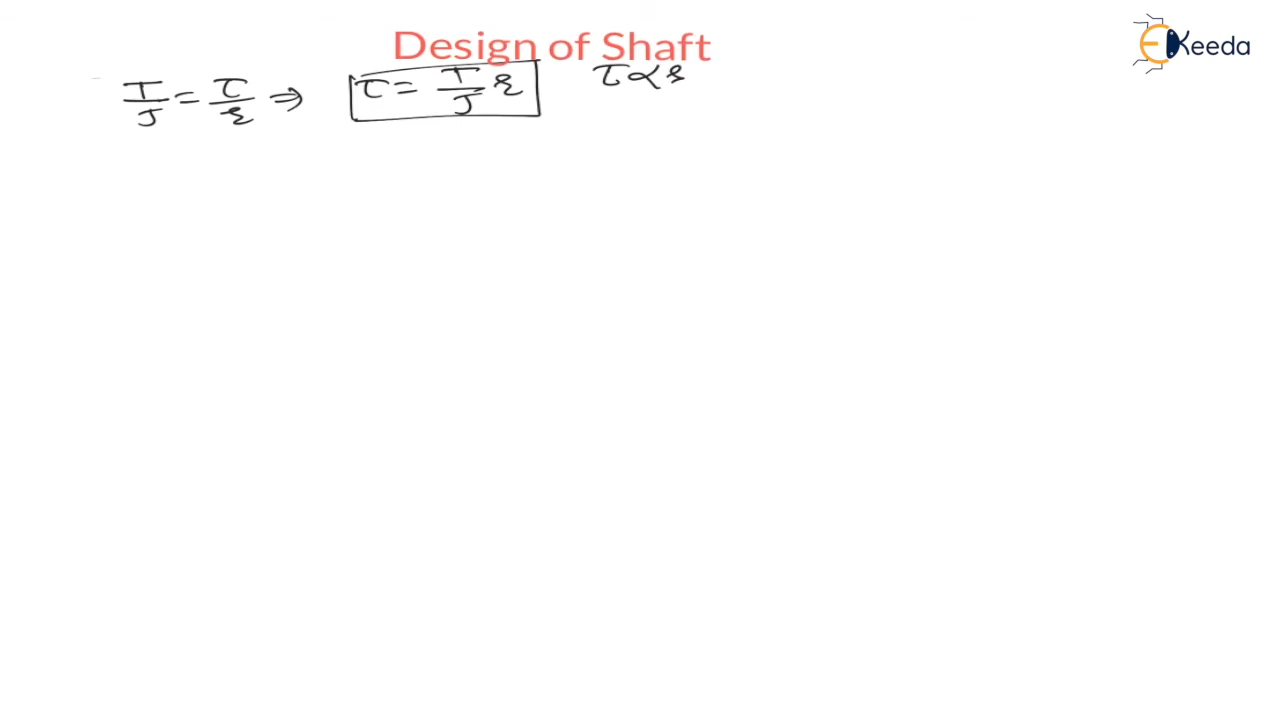 Design of Shaft
EKeeda
T/J = τ/r ⇒ τ = T/J r τ ∝ r